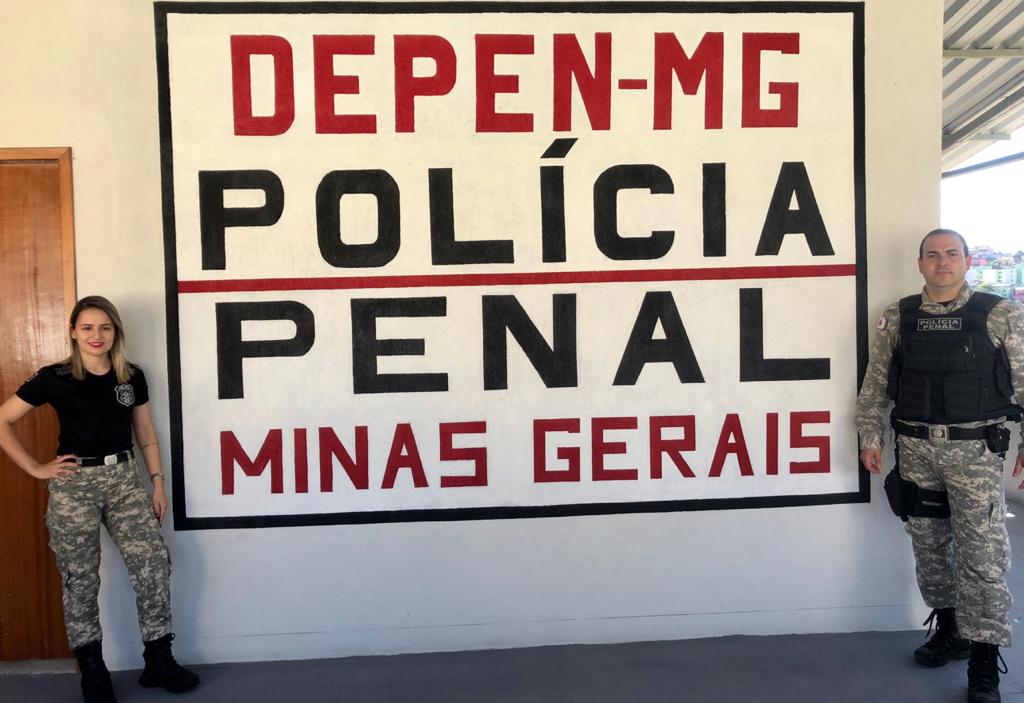 DEPEN-MG
POLÍCIA
PENAL
MINAS GERAIS
POLÍCIA
PENAL